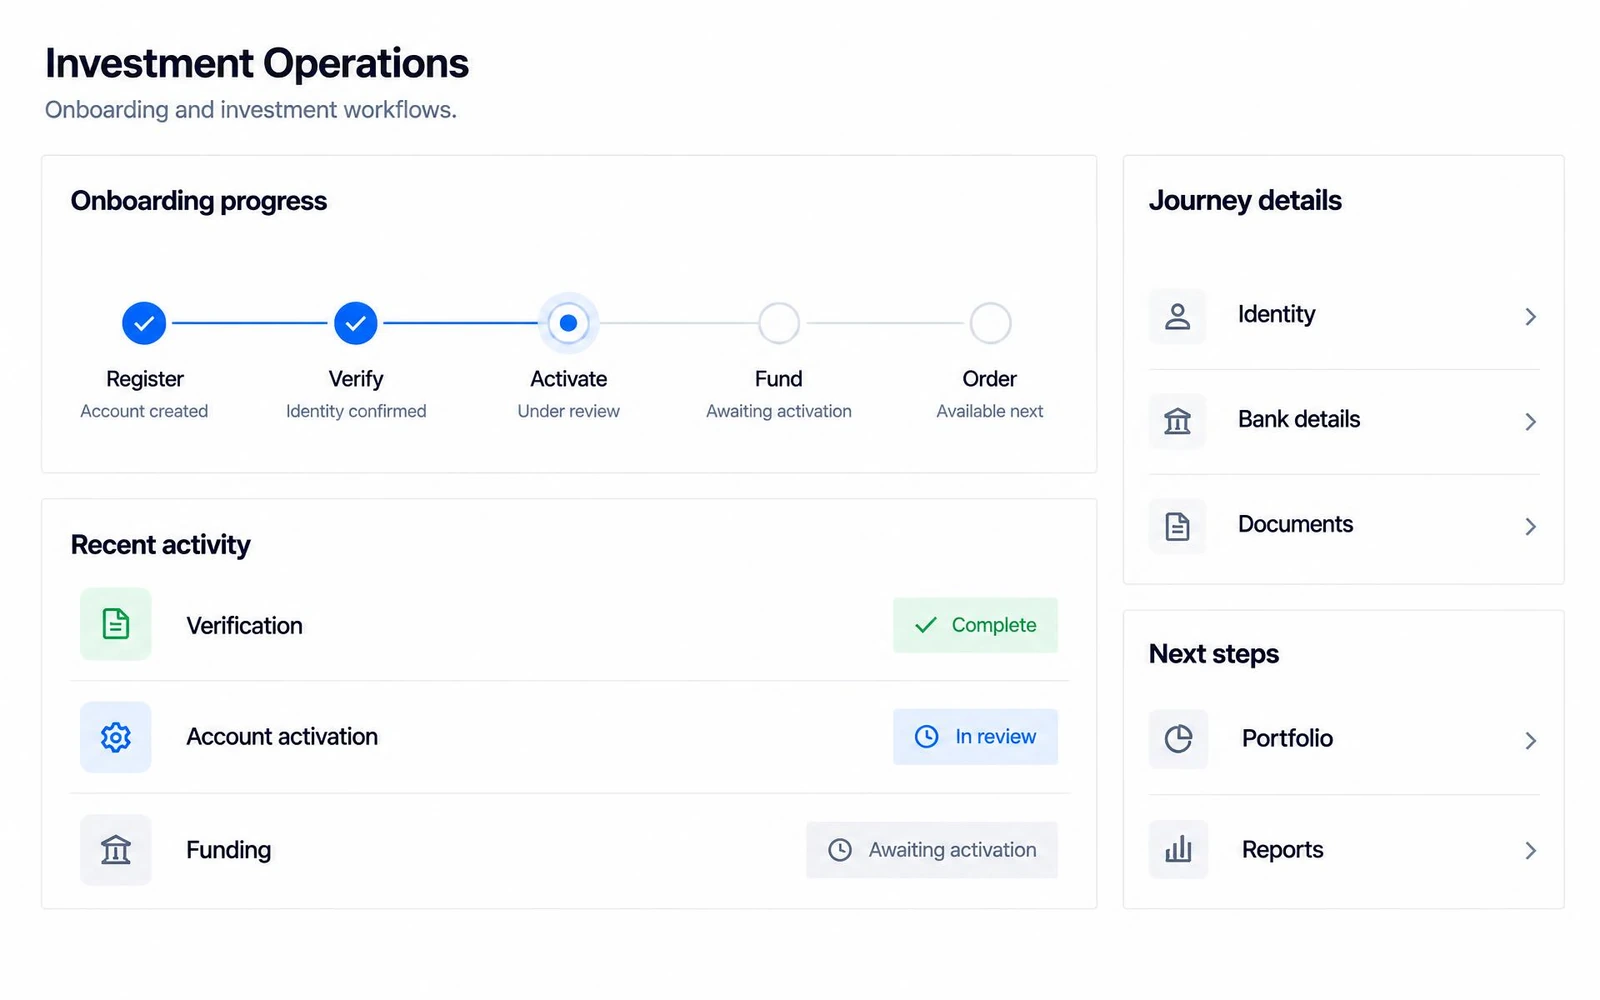 Investment Operations
Onboarding and investment workflows.
Onboarding progress
Register
Account created
Verify
Identity confirmed
Activate
Under review
Fund
Awaiting activation
Order
Available next
Journey details
Identity
Bank details
Documents
Recent activity
Verification
Complete
Account activation
In review
Funding
Awaiting activation
Next steps
Portfolio
Reports